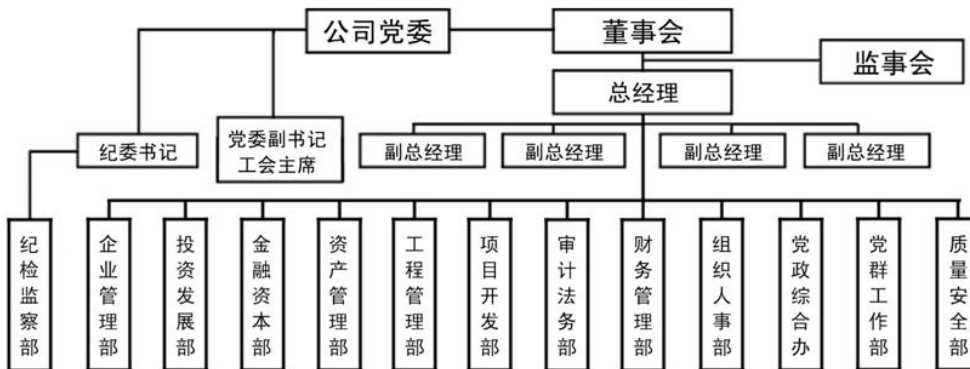 公司党委
董事会
监事会
总经理
纪委书记
党委副书记
工会主席
副总经理
副总经理
副总经理
副总经理
纪检监察部
企业管理部
投资发展部
金融资本部
资产管理部
工程管理部
项目开发部
审计法务部
财务管理部
组织人事部
党政综合办
党群工作部
质量安全部